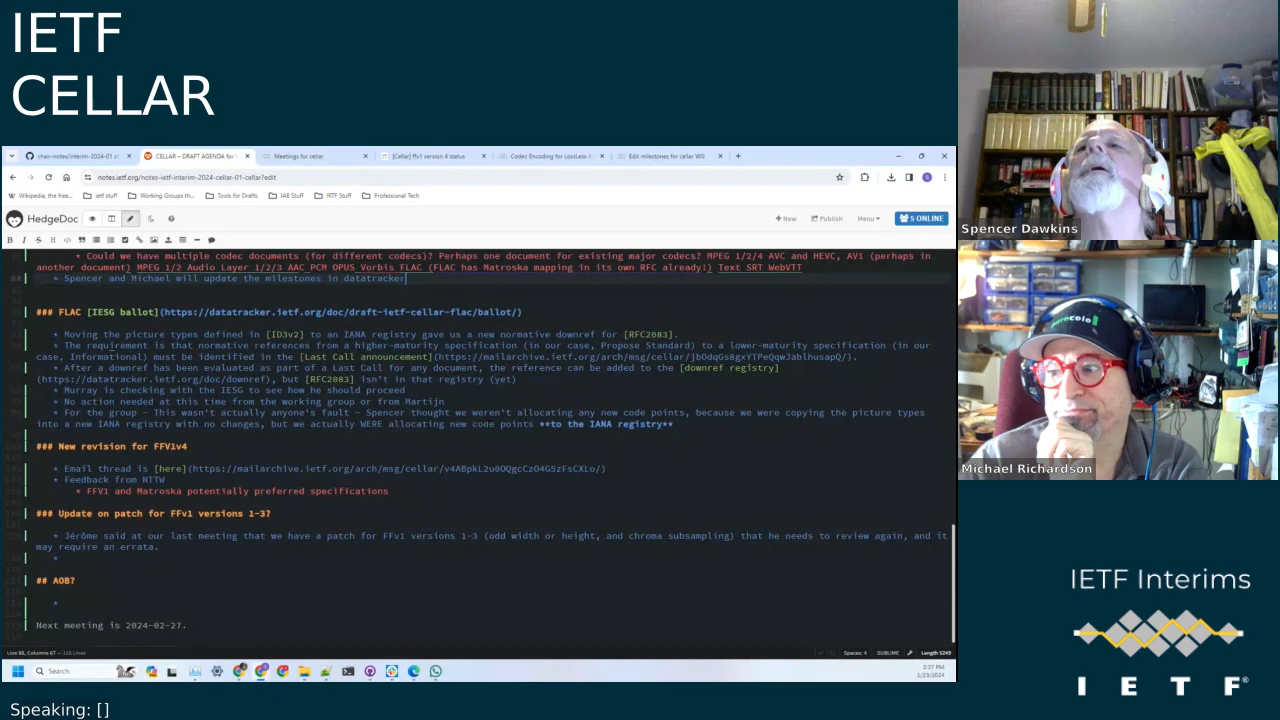 IETF
CELLAR
chair-notes/interim-2024-01 at
CELLAR – DRAFT AGENDA for
Meetings for cellar
[Cellar] ffv1 version 4 status
Codec Encoding for LossLess A
Edit milestones for cellar WG
notes.ietf.org/notes-ietf-interim-2024-cellar-01-cellar?edit
Wikipedia, the free...
ietf stuff
Working Groups th...
Tools for Drafts
IAB Stuff
IRTF Stuff
Professional Tech
HedgeDoc
New
Publish
Menu
5 ONLINE
* Could we have multiple codec documents (for different codecs)? Perhaps one document for existing major codecs? MPEG 1/2/4 AVC and HEVC, AV1 (perhaps in
another document) MPEG 1/2 Audio Layer 1/2/3 AAC PCM OPUS Vorbis FLAC (FLAC has Matroska mapping in its own RFC already!) Text SRT WebVTT
* Spencer and Michael will update the milestones in datatracker
### FLAC [IESG ballot](https://datatracker.ietf.org/doc/draft-ietf-cellar-flac/ballot/)
* Moving the picture types defined in [ID3v2] to an IANA registry gave us a new normative downref for [RFC2083].
* The requirement is that normative references from a higher-maturity specification (in our case, Propose Standard) to a lower-maturity specification (in our
case, Informational) must be identified in the [Last Call announcement](https://mailarchive.ietf.org/arch/msg/cellar/jbOdqGs8gxYTPeQqwJablhusapQ/).
* After a downref has been evaluated as part of a Last Call for any document, the reference can be added to the [downref registry]
(https://datatracker.ietf.org/doc/downref), but [RFC2083] isn't in that registry (yet)
* Murray is checking with the IESG to see how he should proceed
* No action needed at this time from the working group or from Martijn
* For the group – This wasn't actually anyone's fault – Spencer thought we weren't allocating any new code points, because we were copying the picture types
into a new IANA registry with no changes, but we actually WERE allocating new code points **to the IANA registry**
### New revision for FFV1v4
* Email thread is [here](https://mailarchive.ietf.org/arch/msg/cellar/v4ABpkL2u0OQgcCzO4G5zFsCXLo/)
* Feedback from NTTW
* FFV1 and Matroska potentially preferred specifications
### Update on patch for FFv1 versions 1-3?
* Jérôme said at our last meeting that we have a patch for FFv1 versions 1-3 (odd width or height, and chroma subsampling) that he needs to review again, and it
may require an errata.
*
## AOB?
*
Next meeting is 2024-02-27.
Spaces: 4
SUBLIME
Length 5249
Search
2:37 PM
1/23/2024
Spencer Dawkins
Michael Richardson
IETF Interims
I E T F®
Speaking: []